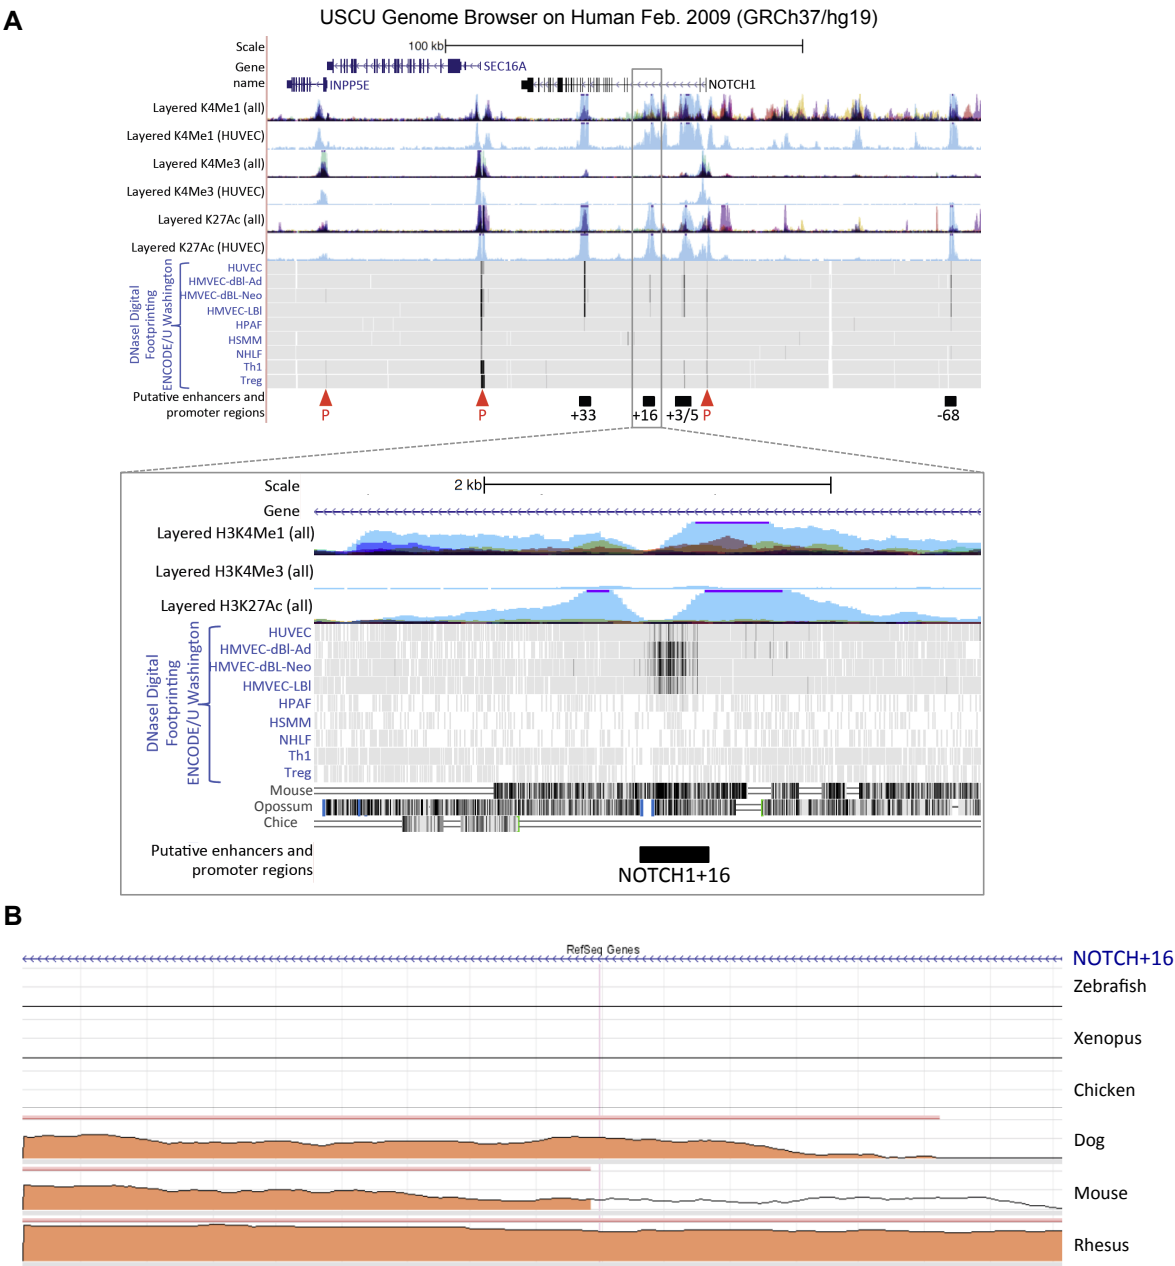 A
USCU Genome Browser on Human Feb. 2009 (GRCh37/hg19)
Scale
100 kb
Gene
name
SEC16A
INPP5E
NOTCH1
Layered K4Me1 (all)
Layered K4Me1 (HUVEC)
Layered K4Me3 (all)
Layered K4Me3 (HUVEC)
Layered K27Ac (all)
Layered K27Ac (HUVEC)
DNaseI Digital
Footprinting
ENCODE/U Washington
HUVEC
HMVEC-dBl-Ad
HMVEC-dBL-Neo
HMVEC-LBl
HPAF
HSMM
NHLF
Th1
Treg
Putative enhancers and
promoter regions
P
P
+33
+16
+3/5
P
-68
Scale
2 kb
Gene
Layered H3K4Me1 (all)
Layered H3K4Me3 (all)
Layered H3K27Ac (all)
DNaseI Digital
Footprinting
ENCODE/U Washington
HUVEC
HMVEC-dBl-Ad
HMVEC-dBL-Neo
HMVEC-LBl
HPAF
HSMM
NHLF
Th1
Treg
Mouse
Opossum
Chice
Putative enhancers and
promoter regions
NOTCH1+16
B
RefSeq Genes
NOTCH+16
Zebrafish
Xenopus
Chicken
Dog
Mouse
Rhesus